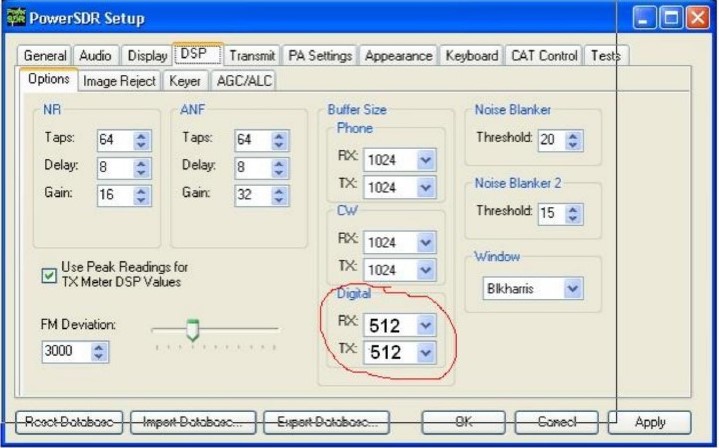 Power SDR PowerSDR Setup
General Audio Display DSP Transmit PA Settings Appearance Keyboard CAT Control Tests
Options Image Reject Keyer AGC/ALC
NR
Taps: 64
Delay: 8
Gain: 16
ANF
Taps: 64
Delay: 8
Gain: 32
Use Peak Readings for
TX Meter DSP Values
FM Deviation:
3000
Buffer Size
Phone
RX: 1024
TX: 1024
CW
RX: 1024
TX: 1024
Digital
RX: 512
TX: 512
Noise Blanker
Threshold: 20
Noise Blanker 2
Threshold: 15
Window
Blkharris
Reset Database Import Database... Export Database... OK Cancel Apply